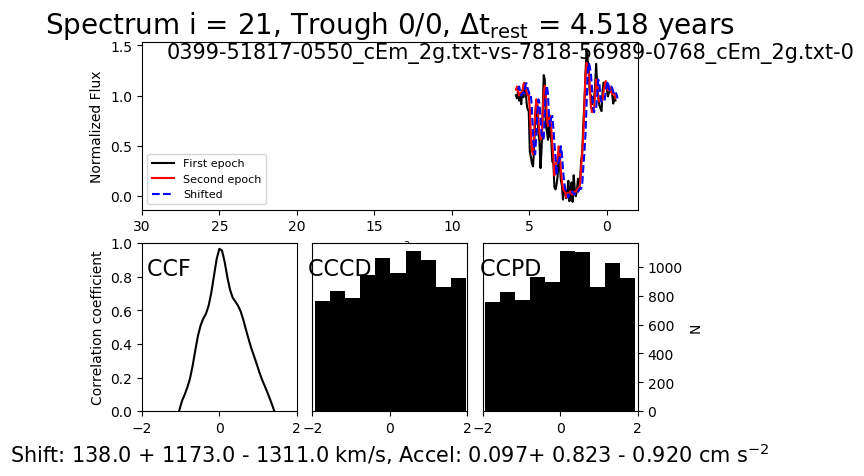 Spectrum i = 21, Trough 0/0, Δt_rest = 4.518 years
0399-51817-0550_cEm_2g.txt-vs-7818-56989-0768_cEm_2g.txt-0
1.5
1.0
0.5
0.0
Normalized Flux
First epoch
Second epoch
Shifted
30 25 20 15 10 5 0
1.0
0.8
0.6
0.4
0.2
0.0
Correlation coefficient
CCF
CCCD
CCPD
1000
800
600
400
200
0
N
−2 0 2
−2 0 2
−2 0 2
Shift: 138.0 + 1173.0 - 1311.0 km/s, Accel: 0.097+ 0.823 - 0.920 cm s⁻²